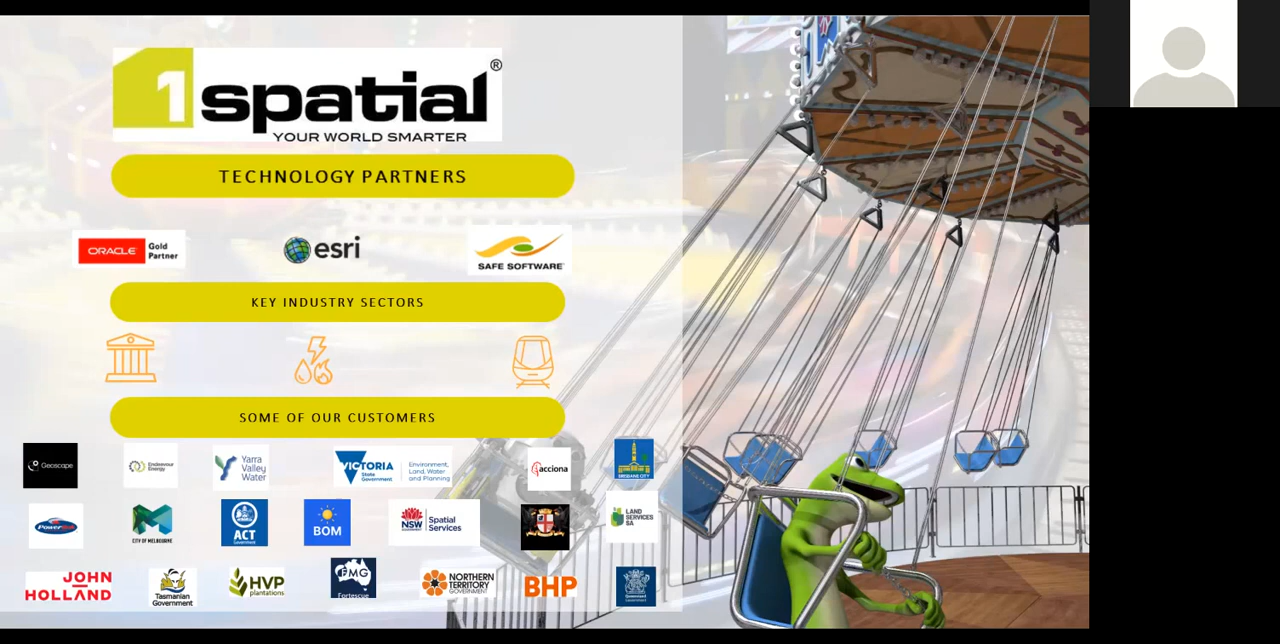 1spatial®
YOUR WORLD SMARTER
TECHNOLOGY PARTNERS
ORACLE Gold
Partner
esri
SAFE SOFTWARE
KEY INDUSTRY SECTORS
SOME OF OUR CUSTOMERS
Geoscape
Endeavour
Energy
Yarra
Valley
Water
VICTORIA
State
Government
Environment,
Land, Water
and Planning
acciona
BRISBANE CITY
CITY OF MELBOURNE
ACT
Government
BOM
NSW
GOVERNMENT
Spatial
Services
LAND
SERVICES
SA
JOHN
HOLLAND
Tasmanian
Government
HVP
plantations
FMG
Fortescue
NORTHERN
TERRITORY
GOVERNMENT
BHP
Queensland
Government